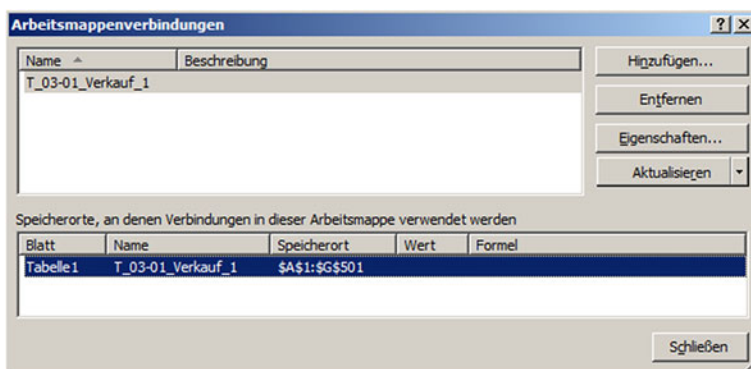 Arbeitsmappenverbindungen
Name Beschreibung
T_03-01_Verkauf_1
Hinzufügen...
Entfernen
Eigenschaften...
Aktualisieren
Speicherorte, an denen Verbindungen in dieser Arbeitsmappe verwendet werden
Blatt Name Speicherort Wert Formel
Tabelle1 T_03-01_Verkauf_1 $A$1:$G$501
Schließen